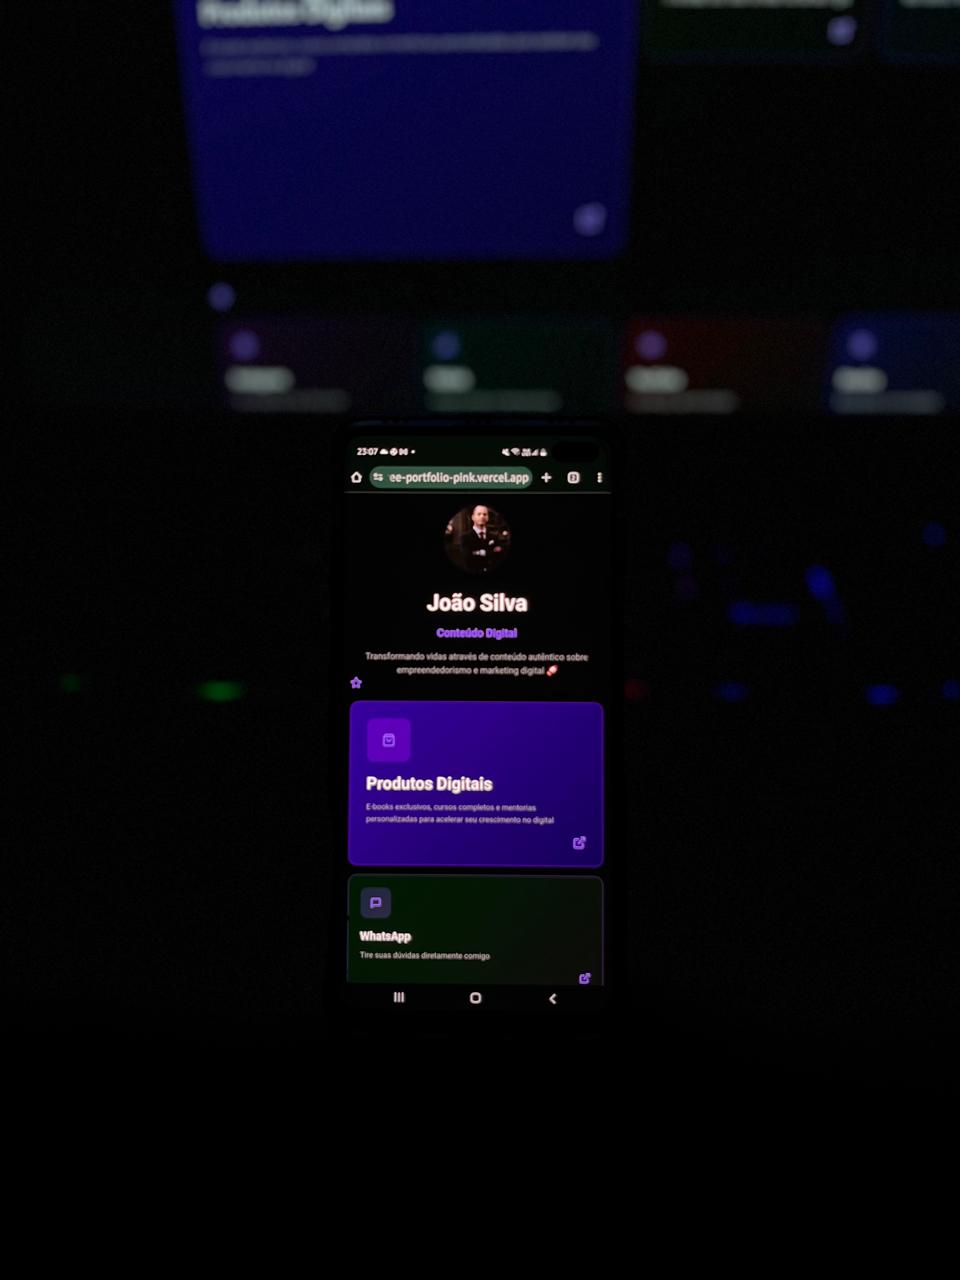 Produtos Digitais
23:07
ee-portfolio-pink.vercel.app
João Silva
Conteúdo Digital
Transformando vidas através de conteúdo autêntico sobre
empreendedorismo e marketing digital 🚀
Produtos Digitais
E-books exclusivos, cursos completos e mentorias
personalizadas para acelerar seu crescimento no digital
WhatsApp
Tire suas dúvidas diretamente comigo